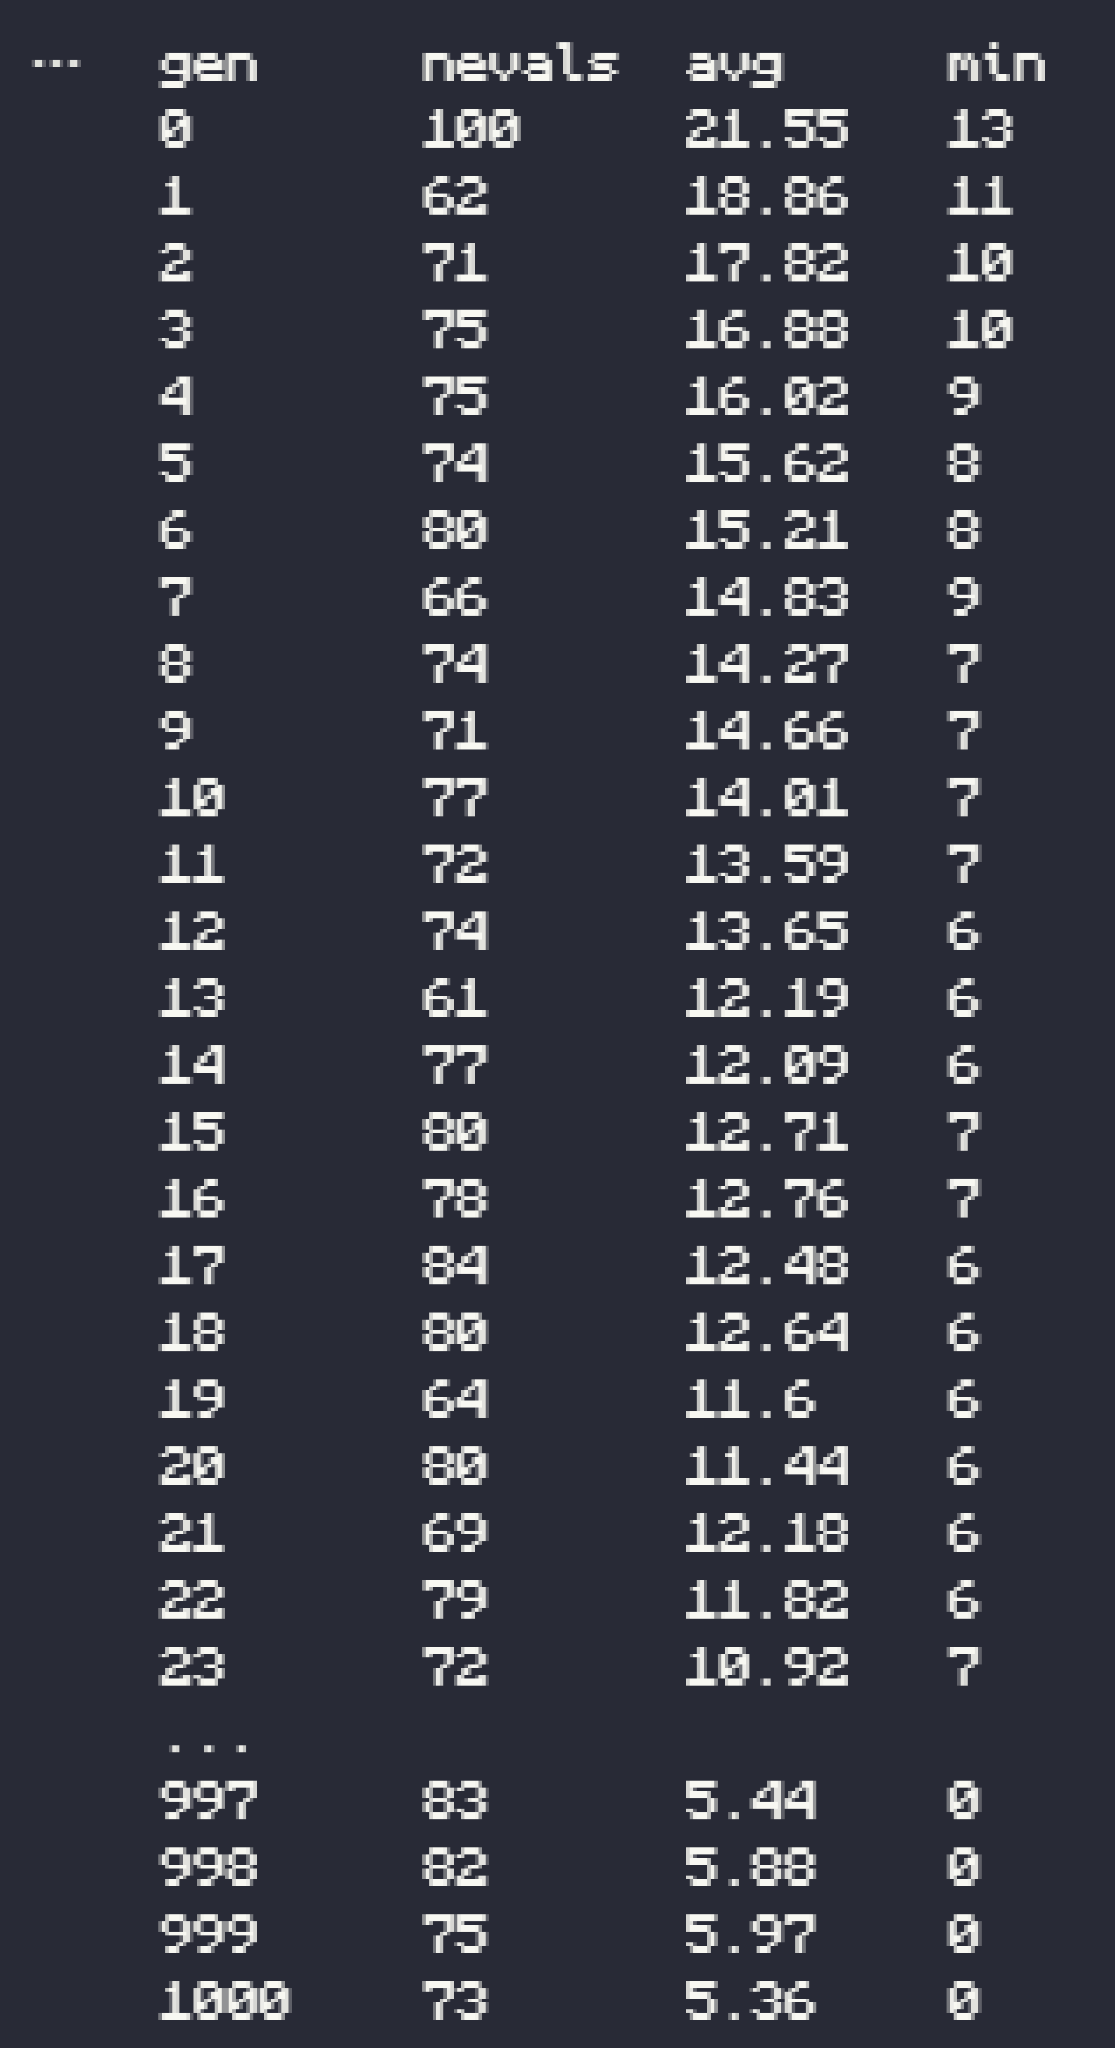 ... gen nevals avg min
0 100 21.55 13
1 62 18.86 11
2 71 17.82 10
3 75 16.88 10
4 75 16.02 9
5 74 15.62 8
6 80 15.21 8
7 66 14.83 9
8 74 14.27 7
9 71 14.66 7
10 77 14.01 7
11 72 13.59 7
12 74 13.65 6
13 61 12.19 6
14 77 12.09 6
15 80 12.71 7
16 78 12.76 7
17 84 12.48 6
18 80 12.64 6
19 64 11.6 6
20 80 11.44 6
21 69 12.18 6
22 79 11.82 6
23 72 10.92 7
...
997 83 5.44 0
998 82 5.88 0
999 75 5.97 0
1000 73 5.36 0